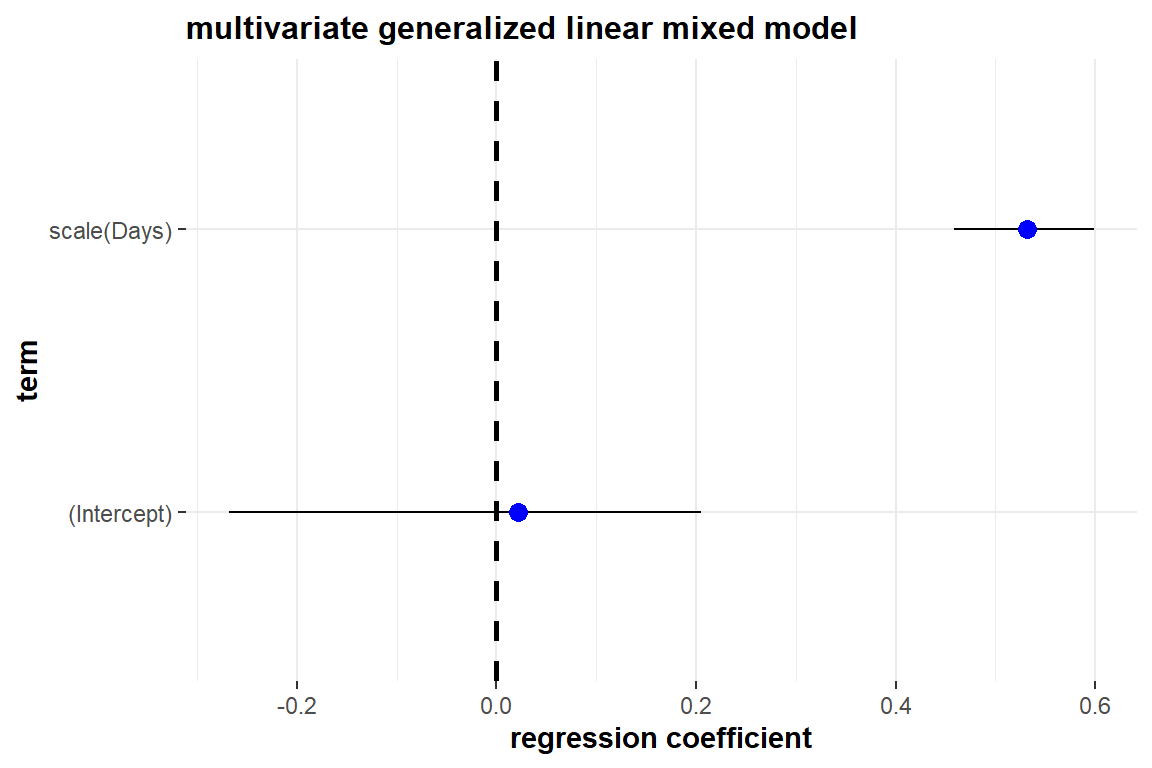 multivariate generalized linear mixed model
term
scale(Days)
(Intercept)
-0.2 0.0 0.2 0.4 0.6
regression coefficient